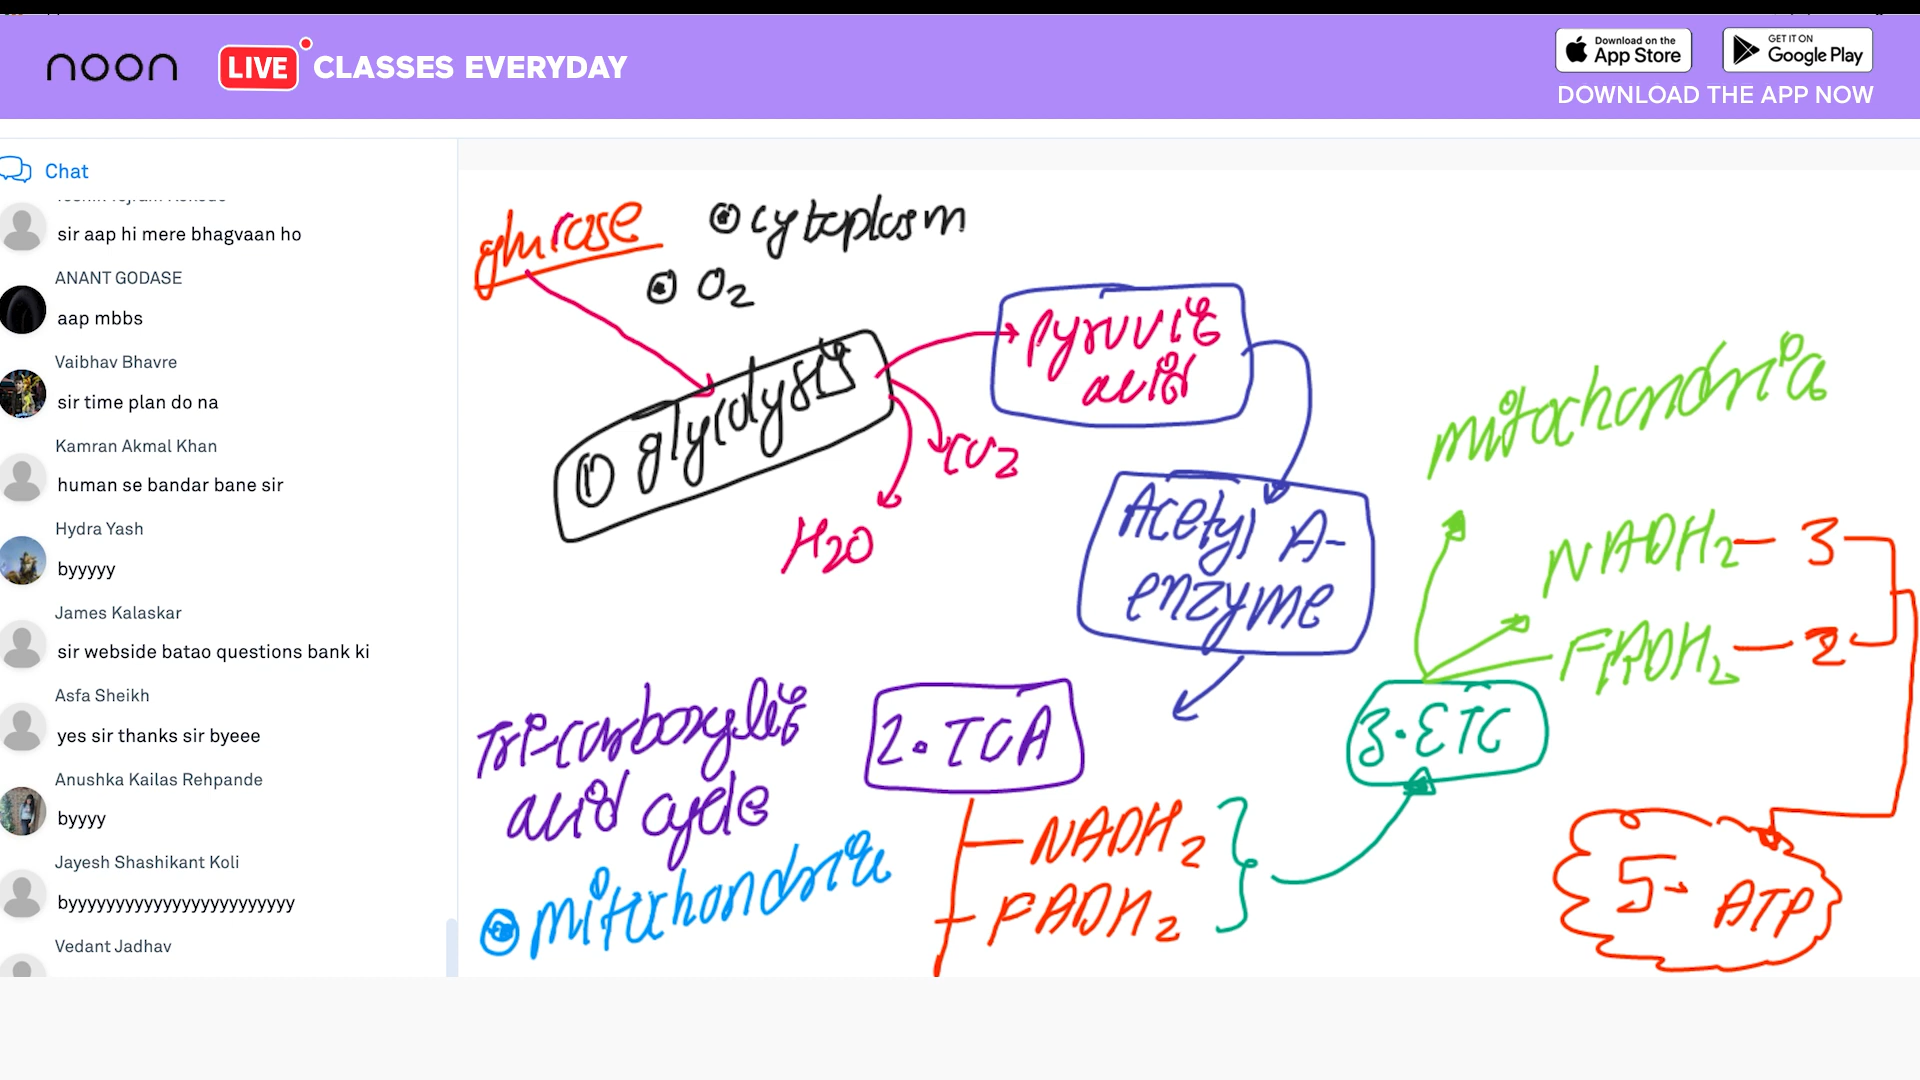 noon LIVE CLASSES EVERYDAY
Download on the App Store
GET IT ON Google Play
DOWNLOAD THE APP NOW
Chat
sir aap hi mere bhagvaan ho
ANANT GODASE
aap mbbs
Vaibhav Bhavre
sir time plan do na
Kamran Akmal Khan
human se bandar bane sir
Hydra Yash
byyyyy
James Kalaskar
sir webside batao questions bank ki
Asfa Sheikh
yes sir thanks sir byeee
Anushka Kailas Rehpande
byyyy
Jayesh Shashikant Koli
byyyyyyyyyyyyyyyyyyyyyyyy
Vedant Jadhav
glucose
cytoplasm
O2
① glycolysis
pyruvic
acid
CO2
H2O
Acetyl A-
enzyme
mitochondria
NADH2 — 3
FADH2 — 2
Tri-carboxylic
acid cycle
2. TCA
3. ETC
NADH2
FADH2
mitochondria
5 → ATP